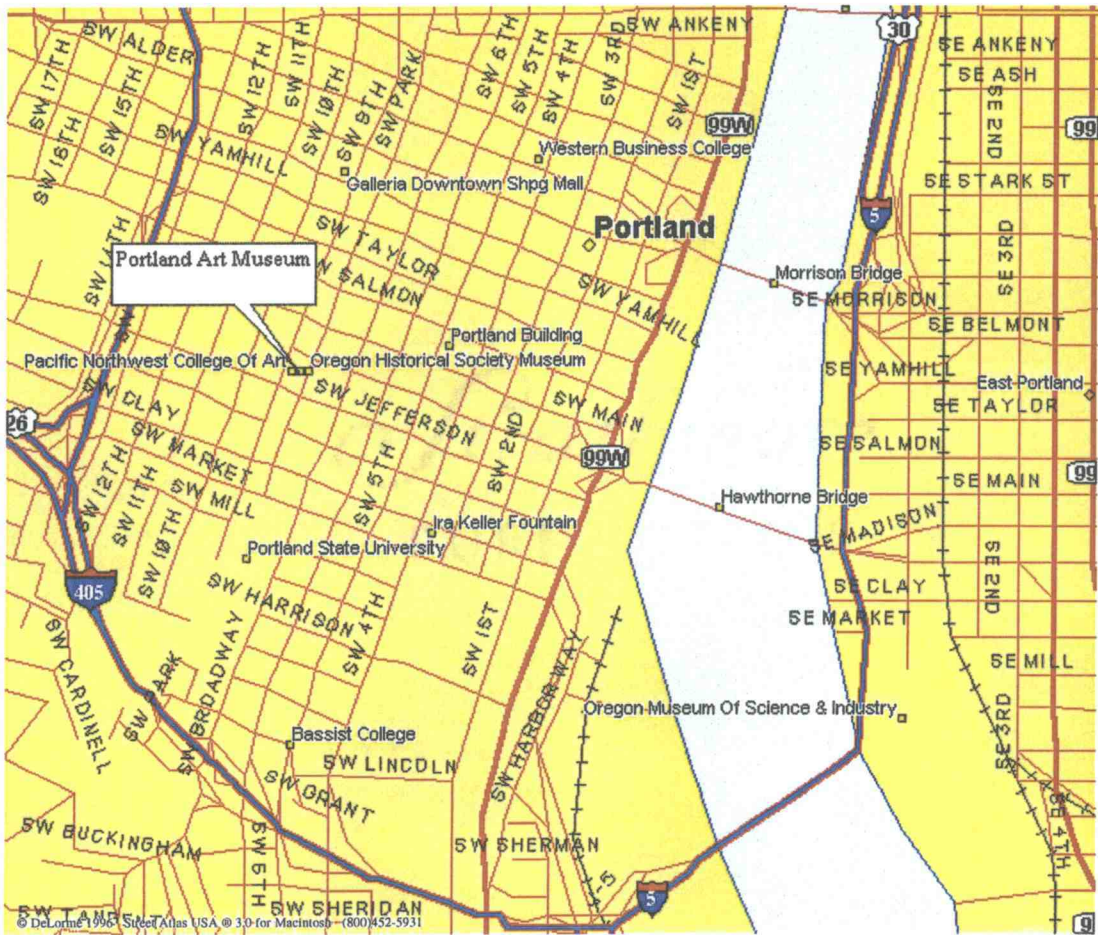 SW ANKENY
30
SE ANKENY
SW ALDER
SW 17TH
SW 16TH
SW 15TH
SW 12TH
SW 11TH
SW 10TH
SW 9TH
SW PARK
SW 6TH
SW 5TH
SW 4TH
SW 3RD
SW 1ST
SE ASH
SE 2ND
99W
99
SW YAMHILL
Western Business College
Galleria Downtown Shpg Mall
SE STARK ST
5
Portland
SW 14TH
SW TAYLOR
Portland Art Museum
SALMON
Morrison Bridge
SE 3RD
SW YAMHILL
SE MORRISON
SE BELMONT
Portland Building
Pacific Northwest College Of Art
Oregon Historical Society Museum
SE YAMHILL
East Portland
SW CLAY
SW JEFFERSON
SW MAIN
SE TAYLOR
26
SW MARKET
SW 2ND
SE SALMON
99W
99
SW 12TH
SW 11TH
SW 10TH
SW MILL
SW 5TH
SE MAIN
Hawthorne Bridge
Ira Keller Fountain
SE MADISON
Portland State University
SE 2ND
405
SW HARRISON
SE CLAY
SE MARKET
SW CARDINELL
SW PARK
SW BROADWAY
SW 4TH
SW 1ST
SW HARBOR WAY
SE MILL
Oregon Museum Of Science & Industry
SE 3RD
Bassist College
SW LINCOLN
SW GRANT
SE 4TH
SW BUCKINGHAM
SW 6TH
SW SHERMAN
I-5
5
SW TANGENT
SW SHERIDAN
9
© DeLorme 1996 Street Atlas USA ® 3.0 for Macintosh (800)452-5931